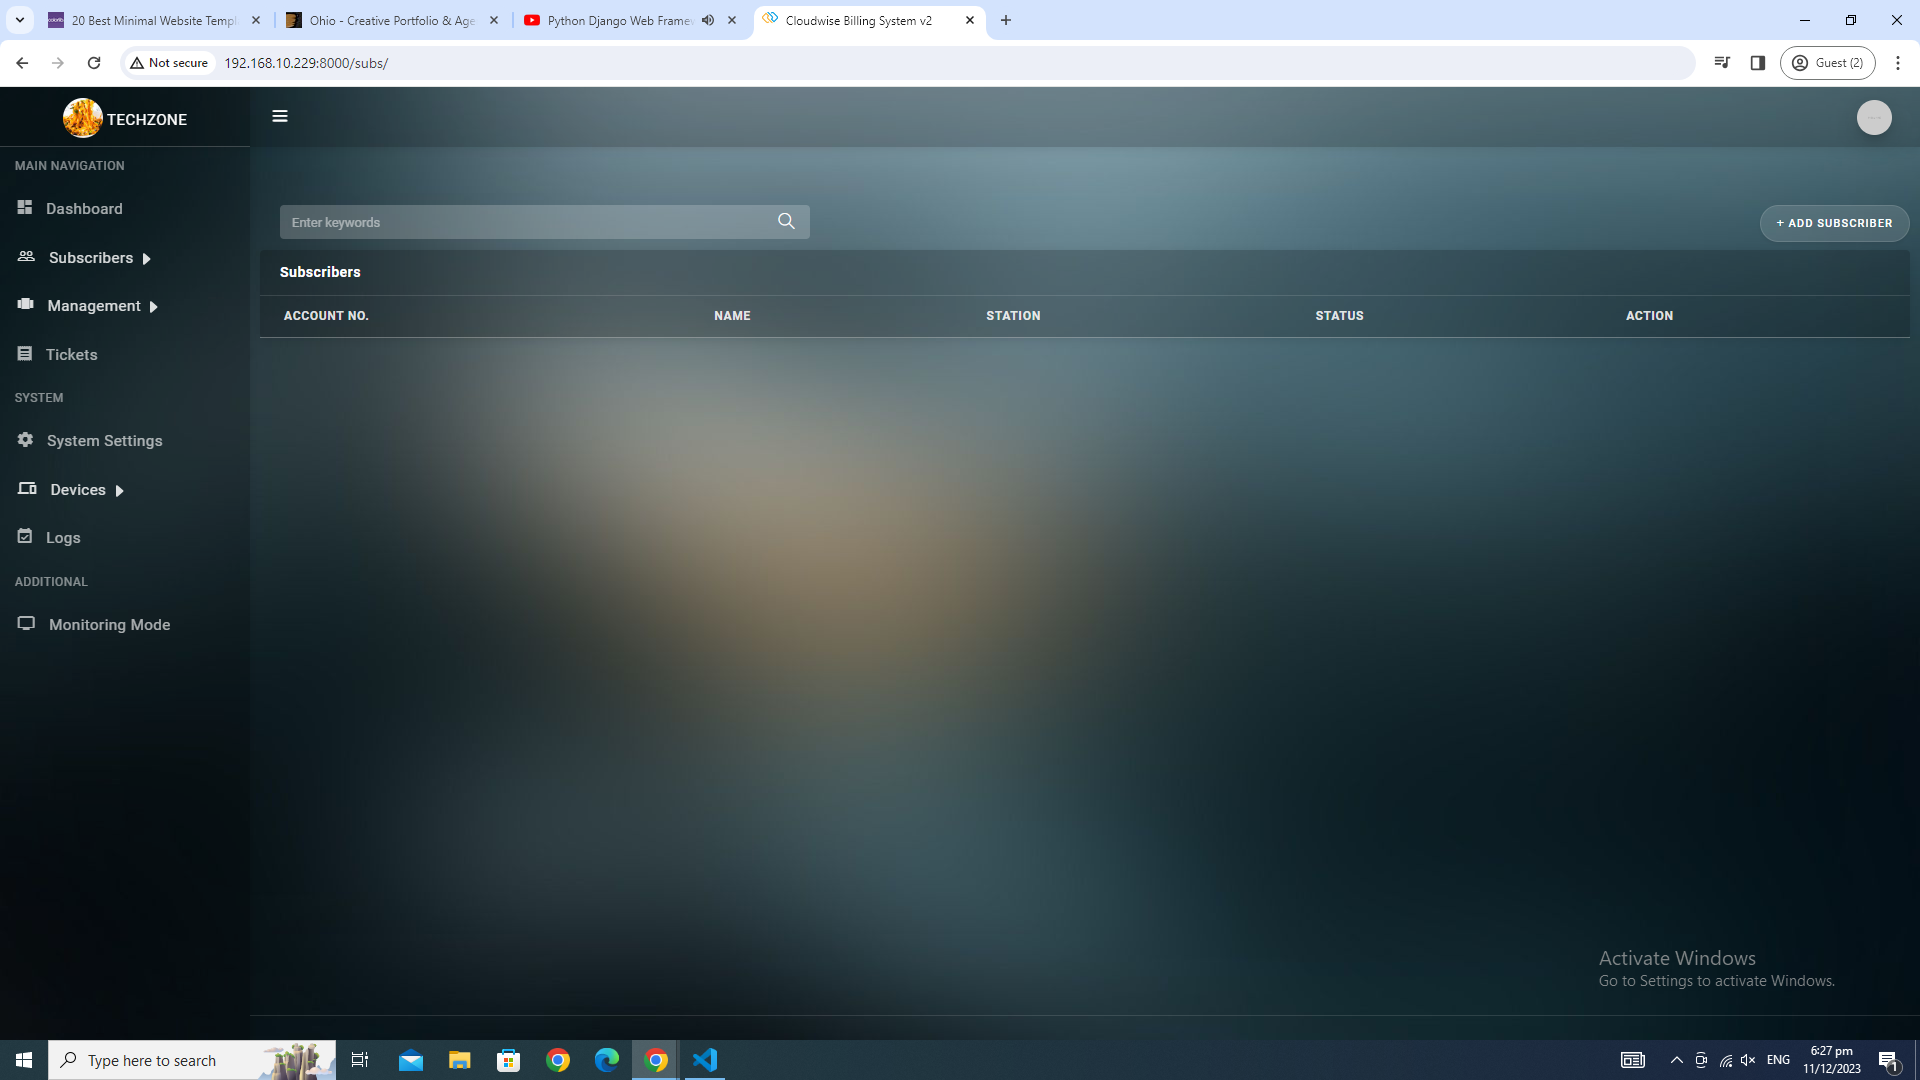 20 Best Minimal Website Templ
Ohio - Creative Portfolio & Age
Python Django Web Framew
Cloudwise Billing System v2
Not secure
192.168.10.229:8000/subs/
Guest (2)
TECHZONE
MAIN NAVIGATION
Dashboard
Subscribers
Management
Tickets
SYSTEM
System Settings
Devices
Logs
ADDITIONAL
Monitoring Mode
Enter keywords
+ ADD SUBSCRIBER
Subscribers
ACCOUNT NO. NAME STATION STATUS ACTION
Activate Windows
Go to Settings to activate Windows.
Type here to search
ENG
6:27 pm
11/12/2023
1